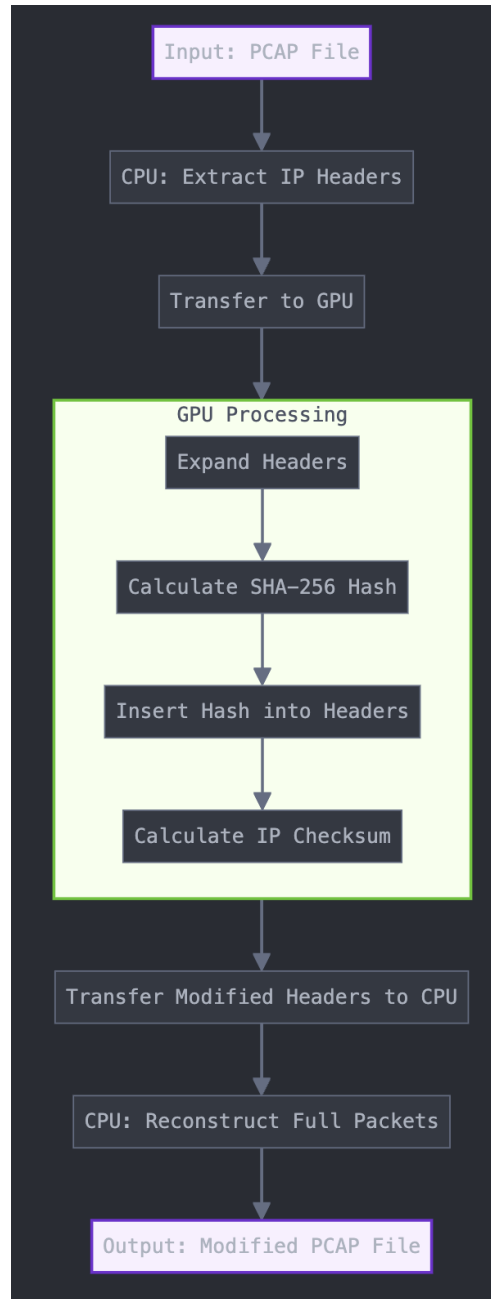 Input: PCAP File
CPU: Extract IP Headers
Transfer to GPU
GPU Processing
Expand Headers
Calculate SHA-256 Hash
Insert Hash into Headers
Calculate IP Checksum
Transfer Modified Headers to CPU
CPU: Reconstruct Full Packets
Output: Modified PCAP File